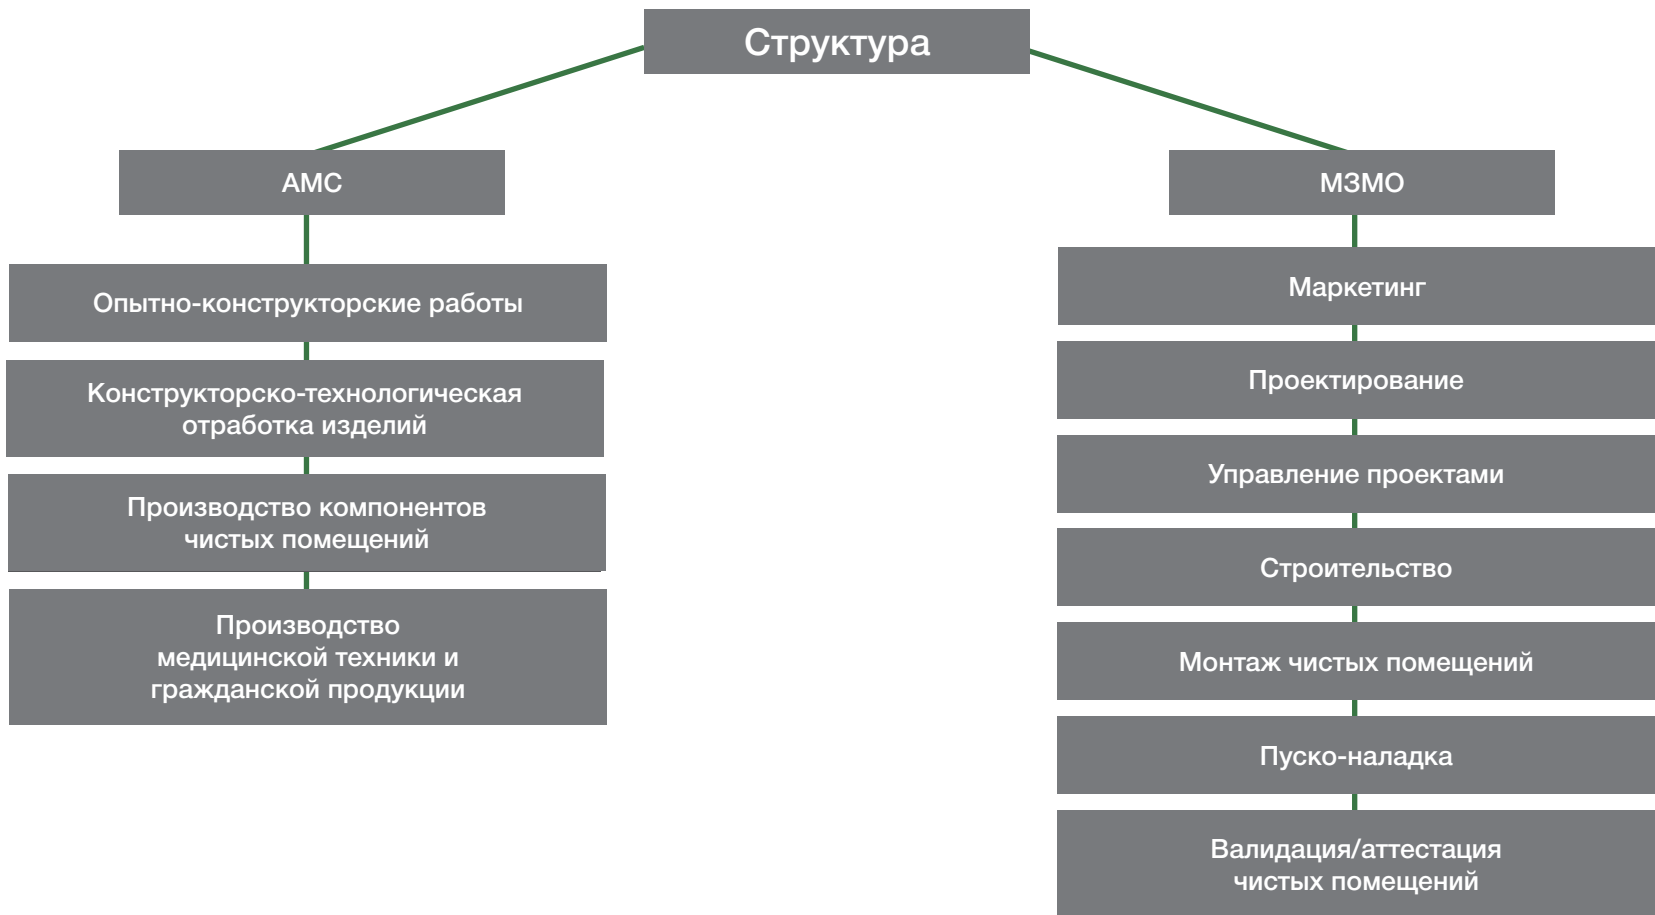 Структура
АМС
Опытно-конструкторские работы
Конструкторско-технологическая
отработка изделий
Производство компонентов
чистых помещений
Производство
медицинской техники и
гражданской продукции
МЗМО
Маркетинг
Проектирование
Управление проектами
Строительство
Монтаж чистых помещений
Пуско-наладка
Валидация/аттестация
чистых помещений